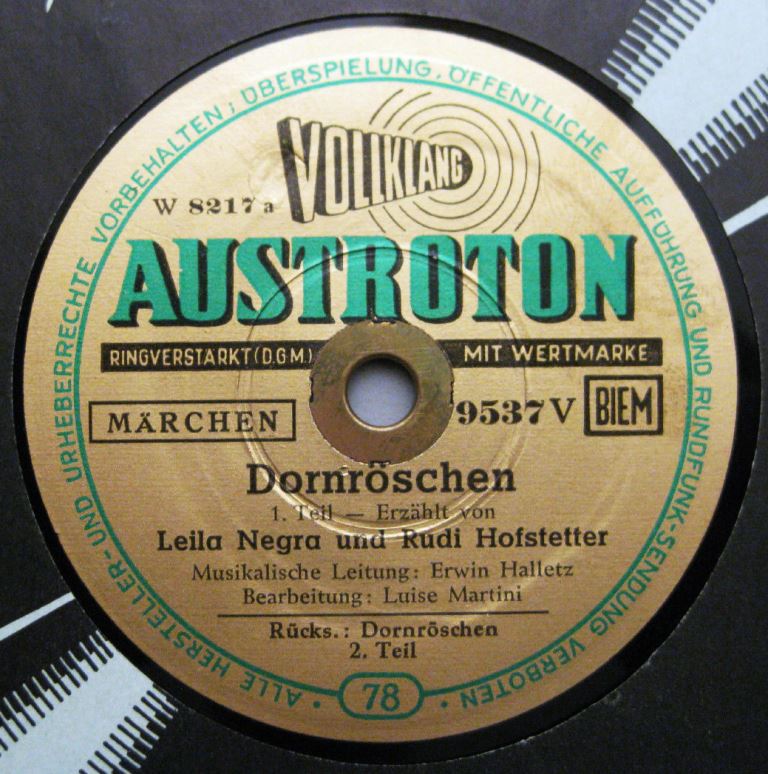 ALLE HERSTELLER- UND URHEBERRECHTE VORBEHALTEN; ÜBERSPIELUNG, ÖFFENTLICHE AUFFÜHRUNG UND RUNDFUNK-SENDUNG VERBOTEN
VOLLKLANG
W 8217 a
AUSTROTON
RINGVERSTARKT (D.G.M.) MIT WERTMARKE
MÄRCHEN 9537 V BIEM
Dornröschen
1. Teil — Erzählt von
Leila Negra und Rudi Hofstetter
Musikalische Leitung: Erwin Halletz
Bearbeitung: Luise Martini
Rücks.: Dornröschen
2. Teil
78